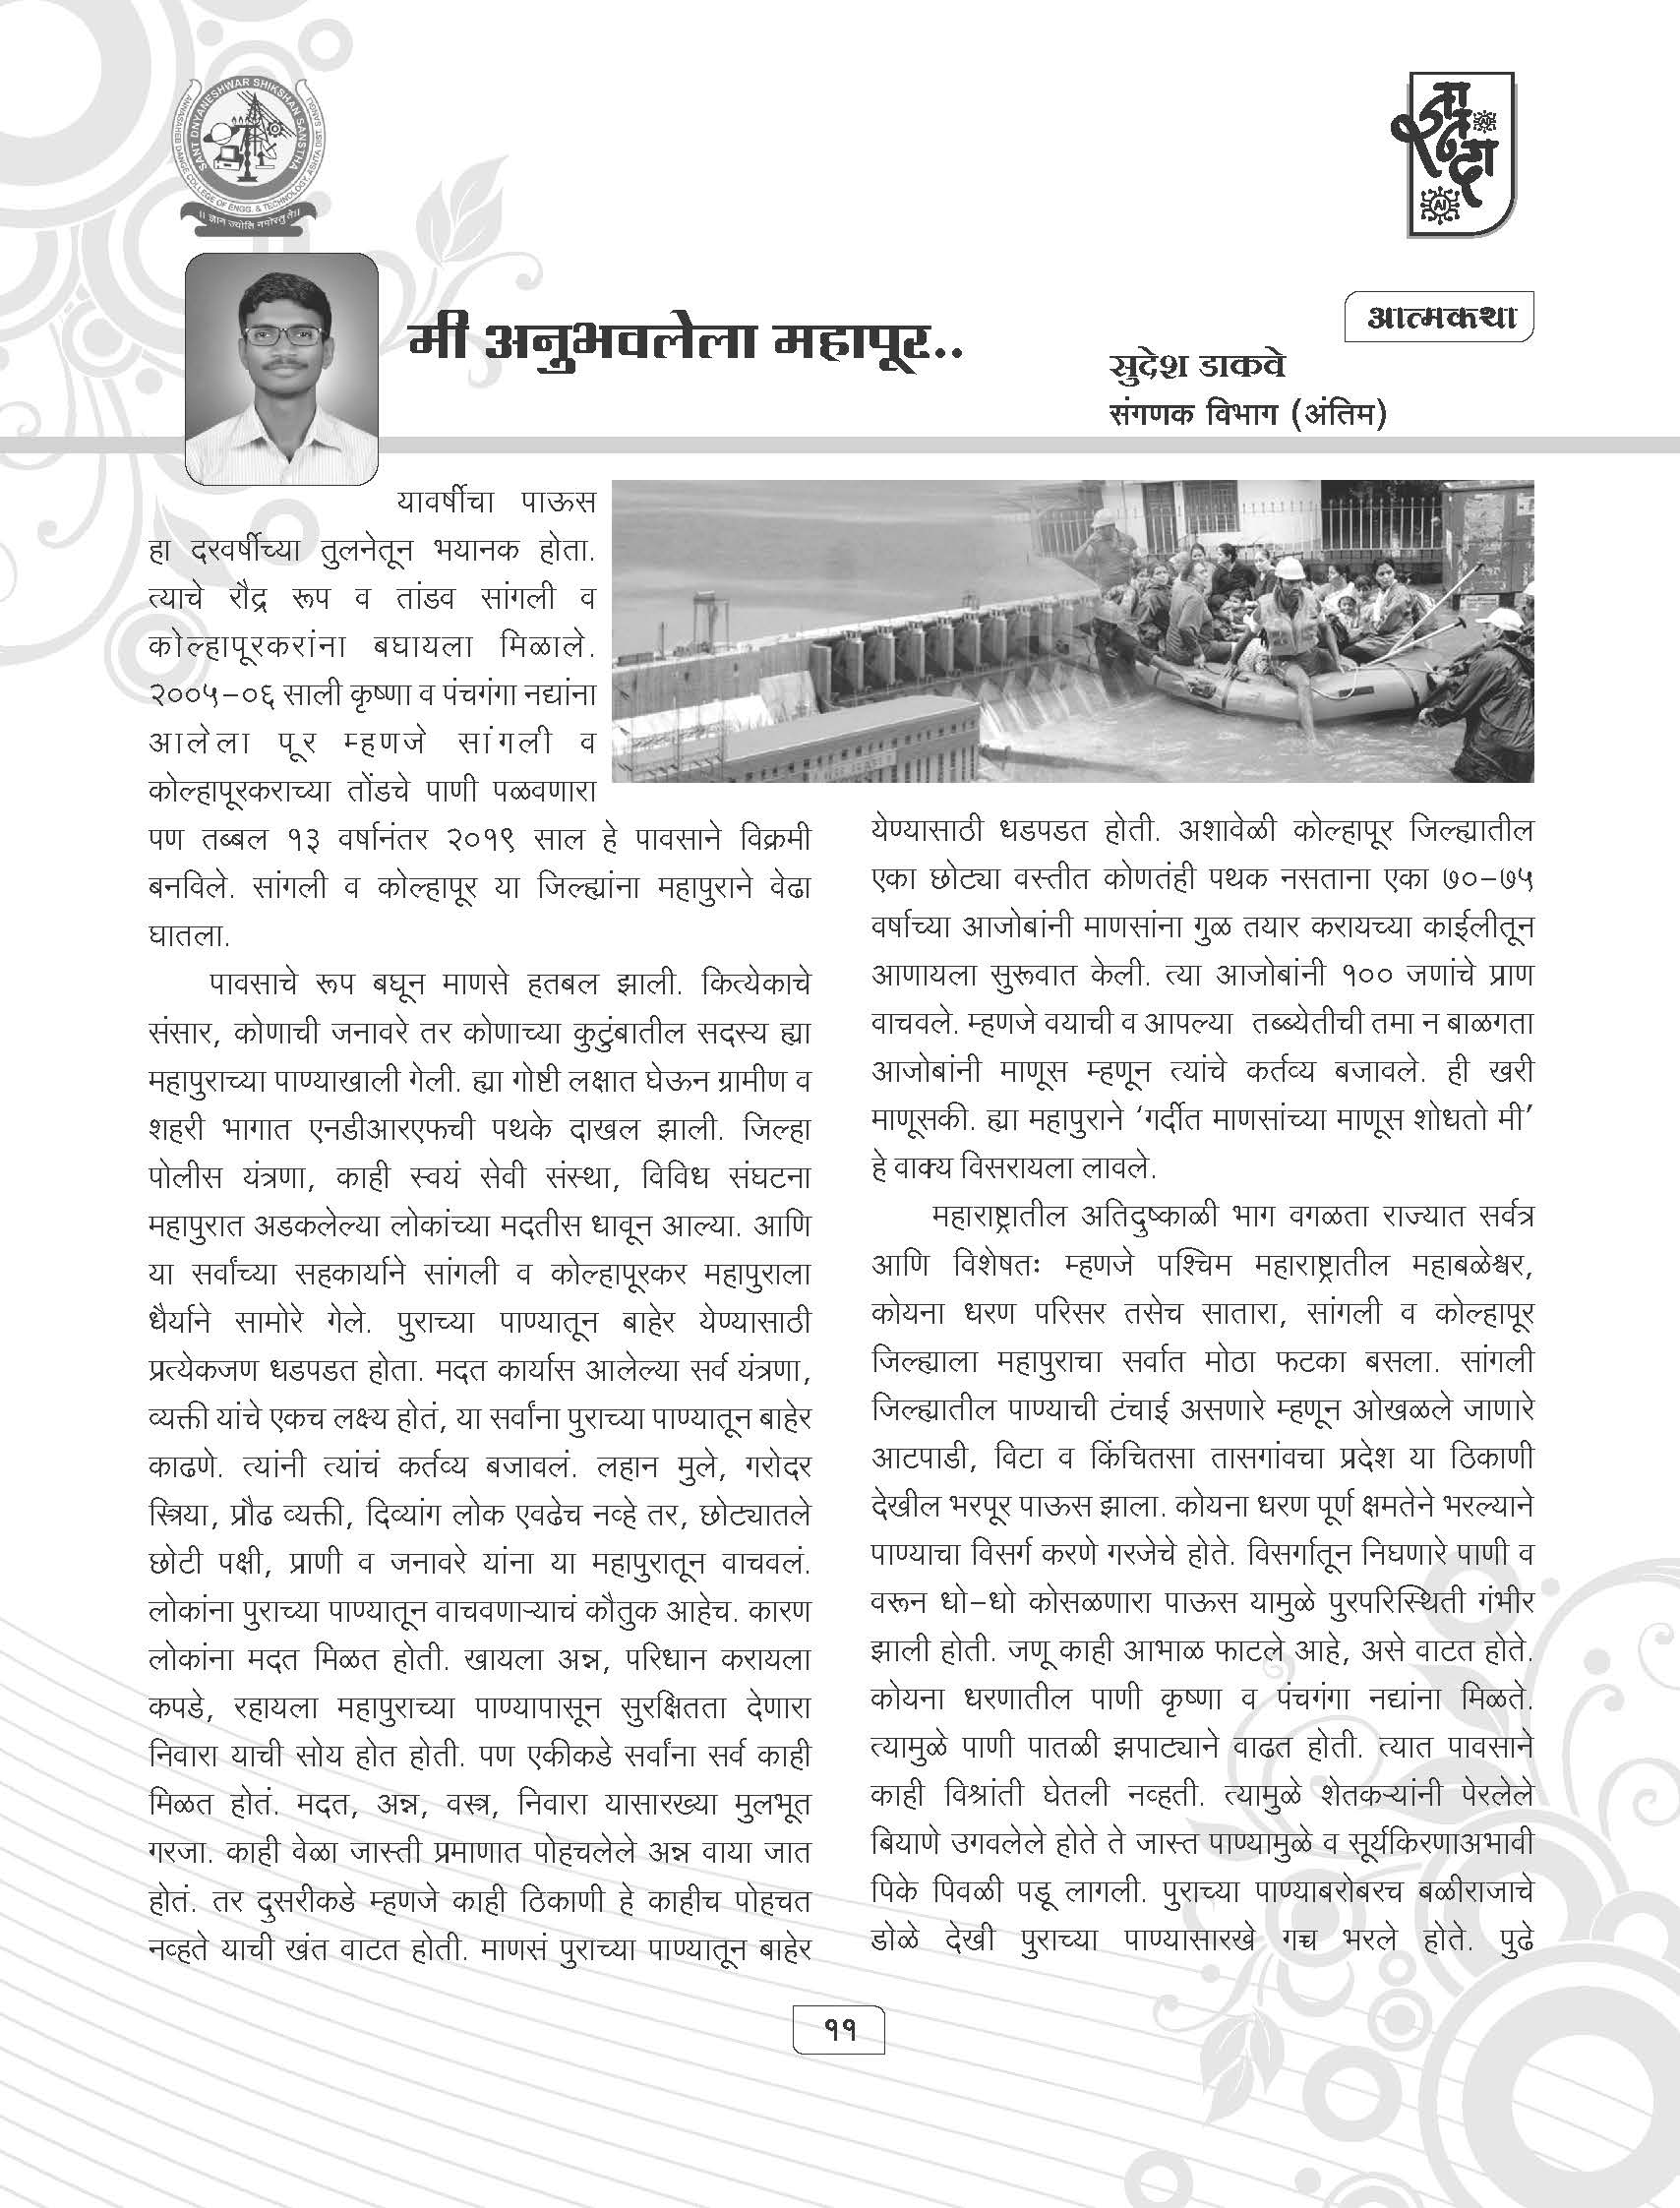 SANT DNYANESHWAR SHIKSHAN SANSTHA
ANNASAHEB DANGE COLLEGE OF ENGG. & TECHNOLOGY, ASHTA DIST. SANGLI
AI
AI
आत्मकथा
मी अनुभवलेला महापूर..
सुदेश डाकवे
संगणक विभाग (अंतिम)
यावर्षीचा पाऊस
हा दरवर्षीच्या तुलनेतून भयानक होता.
त्याचे रौद्र रूप व तांडव सांगली व
कोल्हापूरकरांना बघायला मिळाले.
२००५-०६ साली कृष्णा व पंचगंगा नद्यांना
आलेला पूर म्हणजे सांगली व
कोल्हापूरकराच्या तोंडचे पाणी पळवणारा
पण तब्बल १३ वर्षानंतर २०१९ साल हे पावसाने विक्रमी
बनविले. सांगली व कोल्हापूर या जिल्ह्यांना महापुराने वेढा
घातला.
पावसाचे रूप बघून माणसे हतबल झाली. कित्येकाचे
संसार, कोणाची जनावरे तर कोणाच्या कुटुंबातील सदस्य ह्या
महापुराच्या पाण्याखाली गेली. ह्या गोष्टी लक्षात घेऊन ग्रामीण व
शहरी भागात एनडीआरएफची पथके दाखल झाली. जिल्हा
पोलीस यंत्रणा, काही स्वयं सेवी संस्था, विविध संघटना
महापुरात अडकलेल्या लोकांच्या मदतीस धावून आल्या. आणि
या सर्वांच्या सहकार्याने सांगली व कोल्हापूरकर महापुराला
धैर्याने सामोरे गेले. पुराच्या पाण्यातून बाहेर येण्यासाठी
प्रत्येकजण धडपडत होता. मदत कार्यास आलेल्या सर्व यंत्रणा,
व्यक्ती यांचे एकच लक्ष्य होतं, या सर्वांना पुराच्या पाण्यातून बाहेर
काढणे. त्यांनी त्यांचं कर्तव्य बजावलं. लहान मुले, गरोदर
स्त्रिया, प्रौढ व्यक्ती, दिव्यांग लोक एवढेच नव्हे तर, छोट्यातले
छोटी पक्षी, प्राणी व जनावरे यांना या महापुरातून वाचवलं.
लोकांना पुराच्या पाण्यातून वाचवणाऱ्याचं कौतुक आहेच. कारण
लोकांना मदत मिळत होती. खायला अन्न, परिधान करायला
कपडे, रहायला महापुराच्या पाण्यापासून सुरक्षितता देणारा
निवारा याची सोय होत होती. पण एकीकडे सर्वांना सर्व काही
मिळत होतं. मदत, अन्न, वस्त्र, निवारा यासारख्या मुलभूत
गरजा. काही वेळा जास्ती प्रमाणात पोहचलेले अन्न वाया जात
होतं. तर दुसरीकडे म्हणजे काही ठिकाणी हे काहीच पोहचत
नव्हते याची खंत वाटत होती. माणसं पुराच्या पाण्यातून बाहेर
येण्यासाठी धडपडत होती. अशावेळी कोल्हापूर जिल्ह्यातील
एका छोट्या वस्तीत कोणतंही पथक नसताना एका ७०-७५
वर्षाच्या आजोबांनी माणसांना गुळ तयार करायच्या काईलीतून
आणायला सुरूवात केली. त्या आजोबांनी १०० जणांचे प्राण
वाचवले. म्हणजे वयाची व आपल्या तब्ब्येतीची तमा न बाळगता
आजोबांनी माणूस म्हणून त्यांचे कर्तव्य बजावले. ही खरी
माणूसकी. ह्या महापुराने ‘गर्दीत माणसांच्या माणूस शोधतो मी’
हे वाक्य विसरायला लावले.
महाराष्ट्रातील अतिदुष्काळी भाग वगळता राज्यात सर्वत्र
आणि विशेषतः म्हणजे पश्चिम महाराष्ट्रातील महाबळेश्वर,
कोयना धरण परिसर तसेच सातारा, सांगली व कोल्हापूर
जिल्ह्याला महापुराचा सर्वात मोठा फटका बसला. सांगली
जिल्ह्यातील पाण्याची टंचाई असणारे म्हणून ओखळले जाणारे
आटपाडी, विटा व किंचितसा तासगांवचा प्रदेश या ठिकाणी
देखील भरपूर पाऊस झाला. कोयना धरण पूर्ण क्षमतेने भरल्याने
पाण्याचा विसर्ग करणे गरजेचे होते. विसर्गातून निघणारे पाणी व
वरून धो-धो कोसळणारा पाऊस यामुळे पुरपरिस्थिती गंभीर
झाली होती. जणू काही आभाळ फाटले आहे, असे वाटत होते.
कोयना धरणातील पाणी कृष्णा व पंचगंगा नद्यांना मिळते.
त्यामुळे पाणी पातळी झपाट्याने वाढत होती. त्यात पावसाने
काही विश्रांती घेतली नव्हती. त्यामुळे शेतकऱ्यांनी पेरलेले
बियाणे उगवलेले होते ते जास्त पाण्यामुळे व सूर्यकिरणाअभावी
पिके पिवळी पडू लागली. पुराच्या पाण्याबरोबरच बळीराजाचे
डोळे देखी पुराच्या पाण्यासारखे गच्च भरले होते. पुढे
११